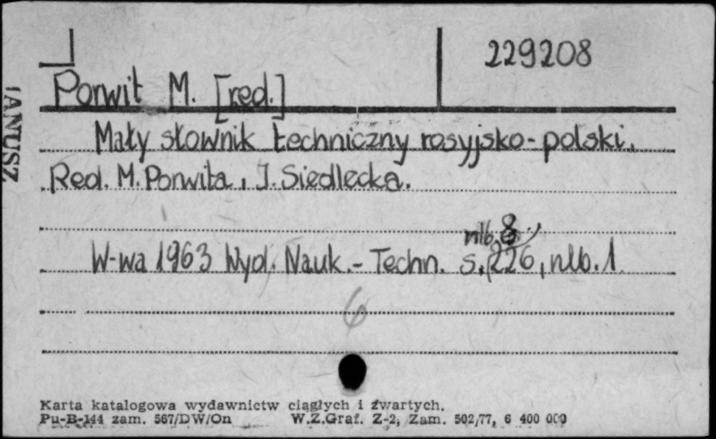 229208
Porwit M. [red.]
JANUSZ
Mały słownik techniczny rosyjsko-polski.
Red. M. Porwita, J. Siedlecka.
nlb. 8,
W-wa 1963 Wyd. Nauk.-Techn. s. 226, nlb. 1
6
Karta katalogowa wydawnictw ciągłych i zwartych.
Pu-B-144 zam. 567/DW/On W.Z.Graf. Z-2, Zam. 502/77, 6 400 000